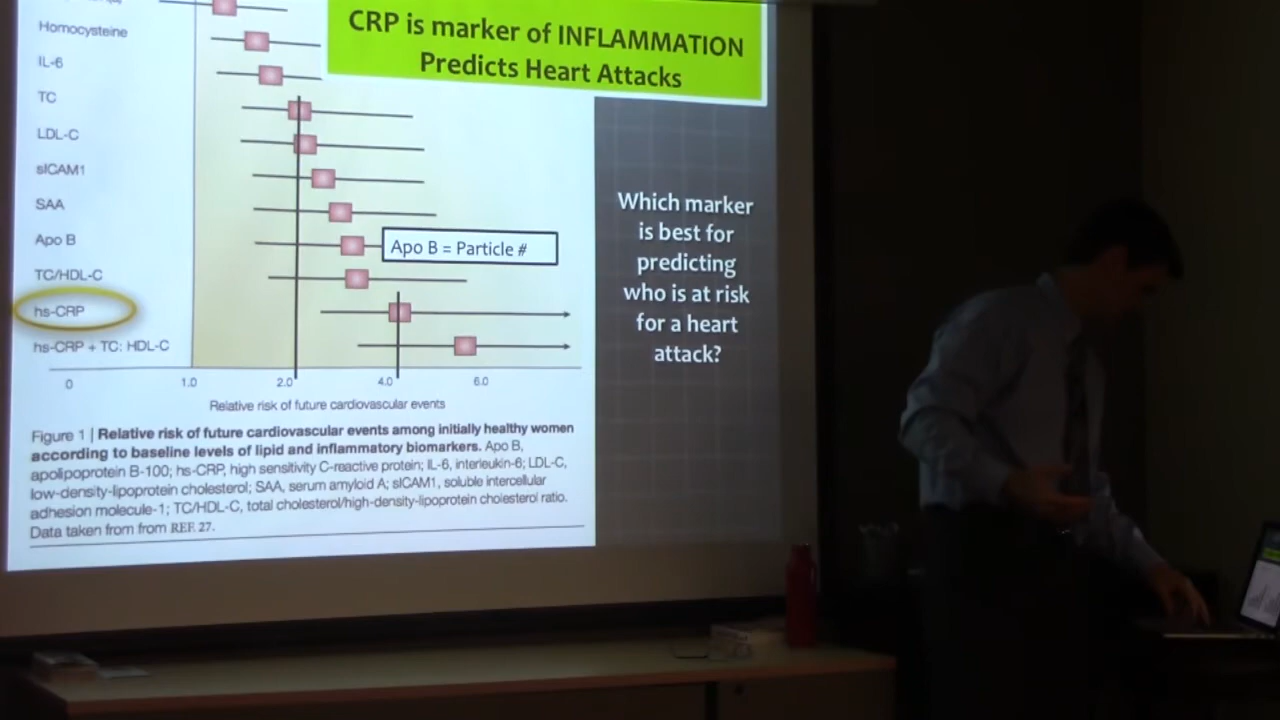 CRP is marker of INFLAMMATION
Predicts Heart Attacks
Homocysteine
IL-6
TC
LDL-C
sICAM1
SAA
Apo B
Apo B = Particle #
TC/HDL-C
hs-CRP
hs-CRP + TC: HDL-C
0 1.0 2.0 4.0 6.0
Relative risk of future cardiovascular events
Figure 1 | Relative risk of future cardiovascular events among initially healthy women
according to baseline levels of lipid and inflammatory biomarkers. Apo B,
apolipoprotein B-100; hs-CRP, high sensitivity C-reactive protein; IL-6, interleukin-6; LDL-C,
low-density-lipoprotein cholesterol; SAA, serum amyloid A; sICAM1, soluble intercellular
adhesion molecule-1; TC/HDL-C, total cholesterol/high-density-lipoprotein cholesterol ratio.
Data taken from from REF. 27.
Which marker
is best for
predicting
who is at risk
for a heart
attack?